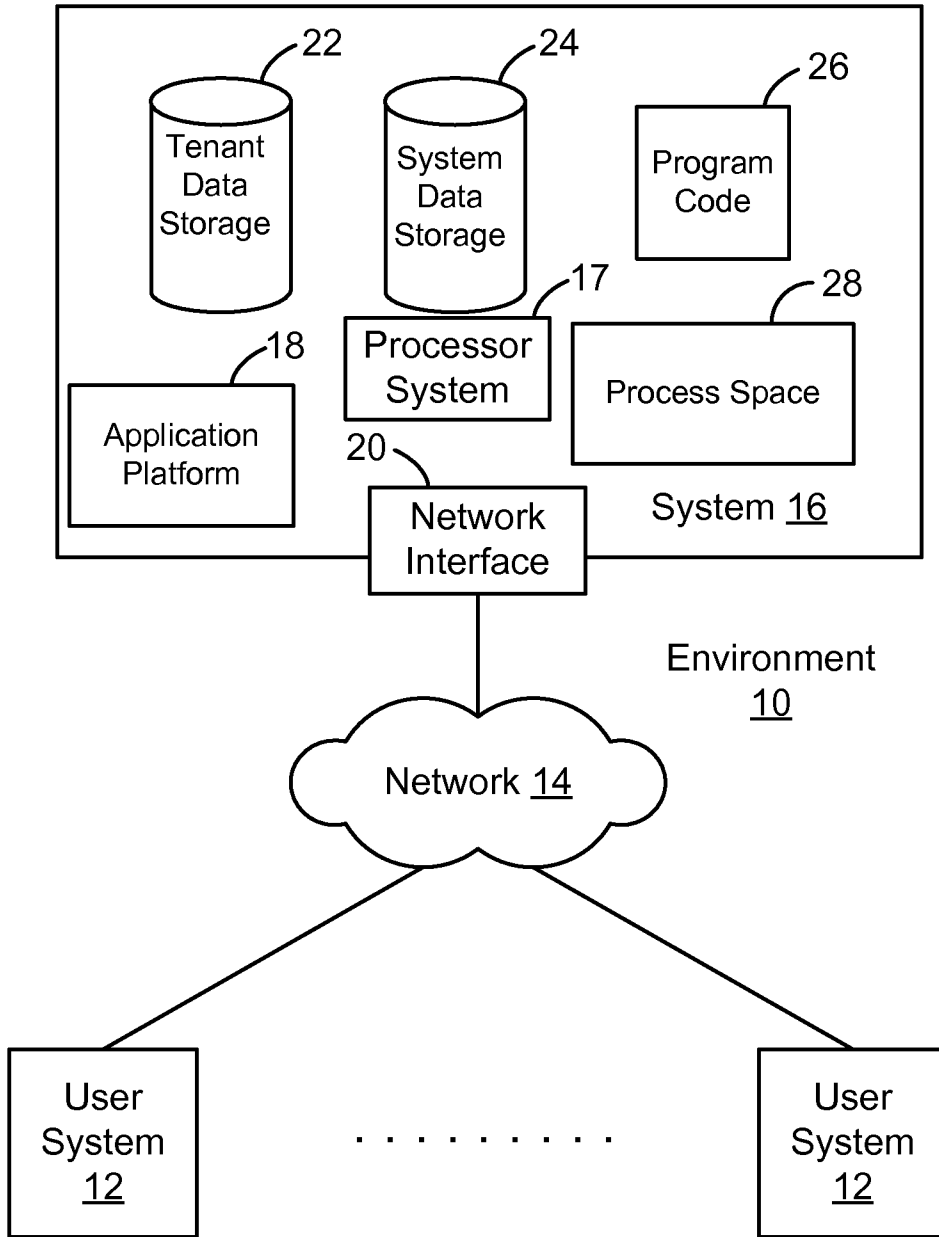 22
24
26
Tenant
Data
Storage
System
Data
Storage
Program
Code
17
28
18
Processor
System
Process Space
Application
Platform
20
Network
Interface
System 16
Environment
10
Network 14
User
System
12
. . . . . . . . . .
User
System
12